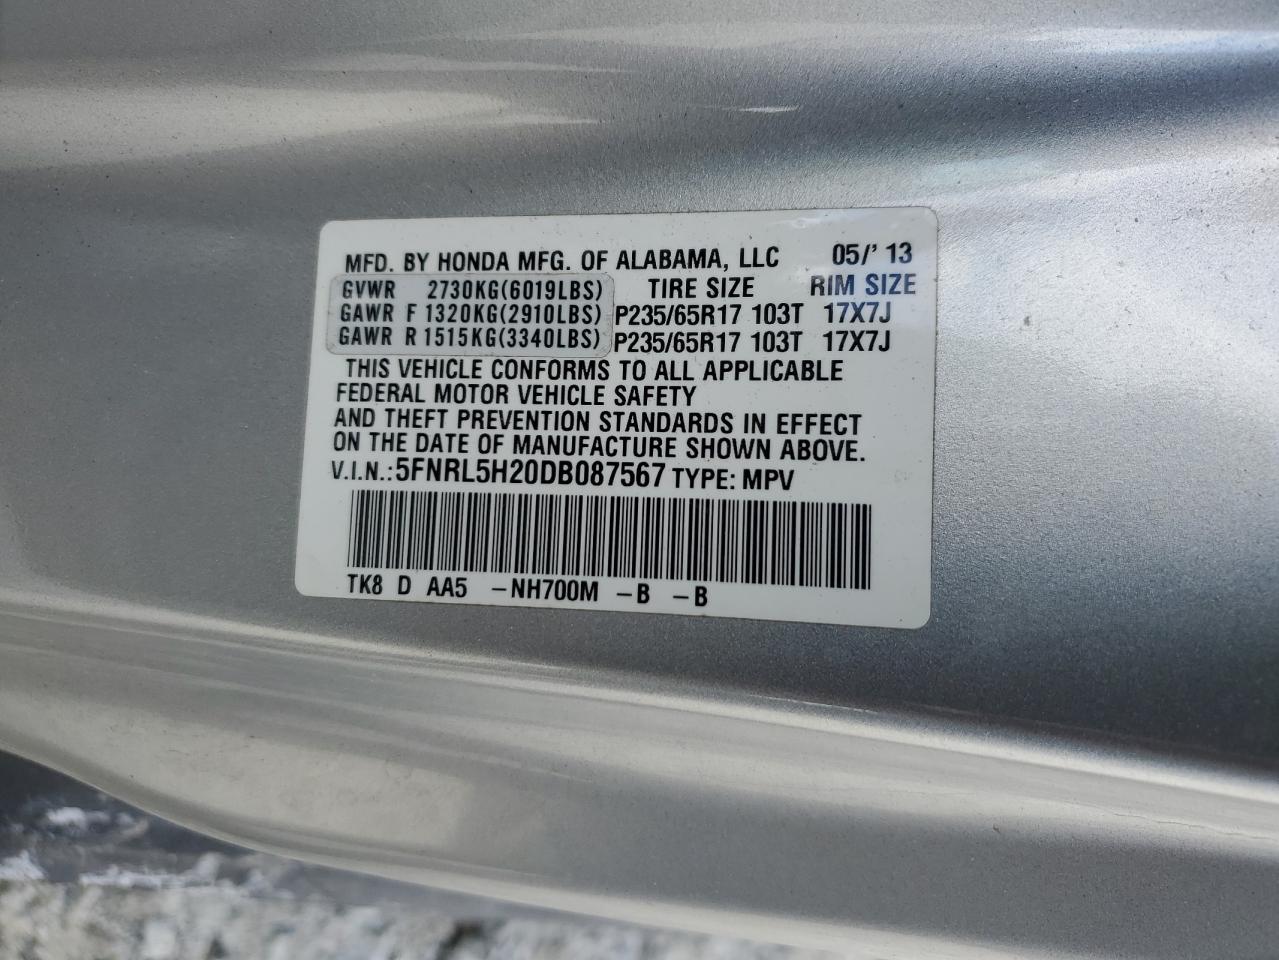 MFD. BY HONDA MFG. OF ALABAMA, LLC 05/' 13
GVWR 2730KG(6019LBS) TIRE SIZE RIM SIZE
GAWR F 1320KG(2910LBS) P235/65R17 103T 17X7J
GAWR R 1515KG(3340LBS) P235/65R17 103T 17X7J
THIS VEHICLE CONFORMS TO ALL APPLICABLE
FEDERAL MOTOR VEHICLE SAFETY
AND THEFT PREVENTION STANDARDS IN EFFECT
ON THE DATE OF MANUFACTURE SHOWN ABOVE.
V.I.N.: 5FNRL5H20DB087567 TYPE: MPV
TK8 D AA5 -NH700M -B -B